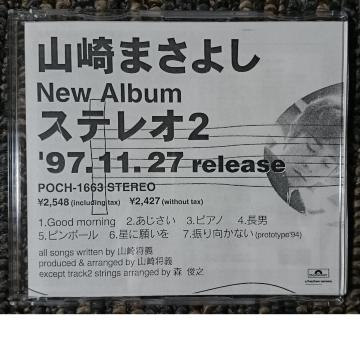 山崎まさよし
New Album
ステレオ2
'97.11.27 release
POCH-1663 STEREO
¥2,548 (including tax) ¥2,427 (without tax)
1.Good morning 2.あじさい 3.ピアノ 4.長男
5.ピンボール 6.星に願いを 7.振り向かない (prototype'94)
all songs written by 山崎将義
produced & arranged by 山崎将義
except track2 strings arranged by 森 俊之